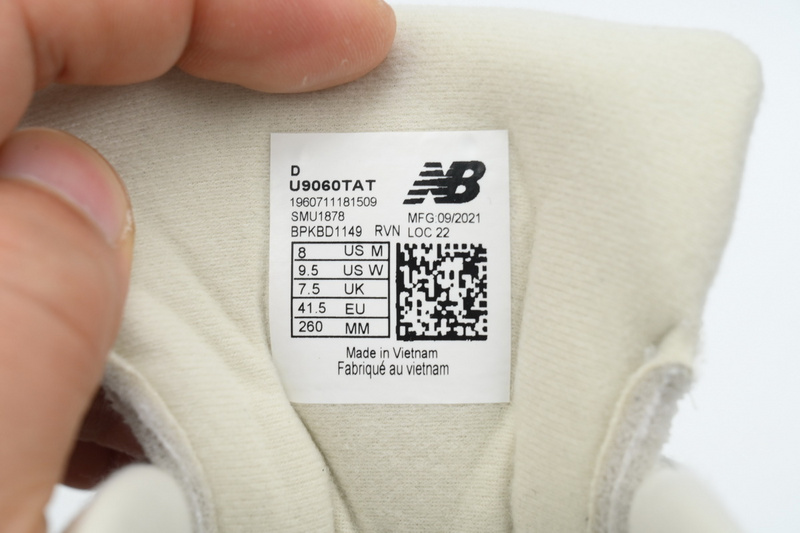 D
U9060TAT
1960711181509
SMU1878
BPKBD1149 RVN
NB
MFG:09/2021
LOC 22
8 US M
9.5 US W
7.5 UK
41.5 EU
260 MM
Made in Vietnam
Fabriqué au vietnam